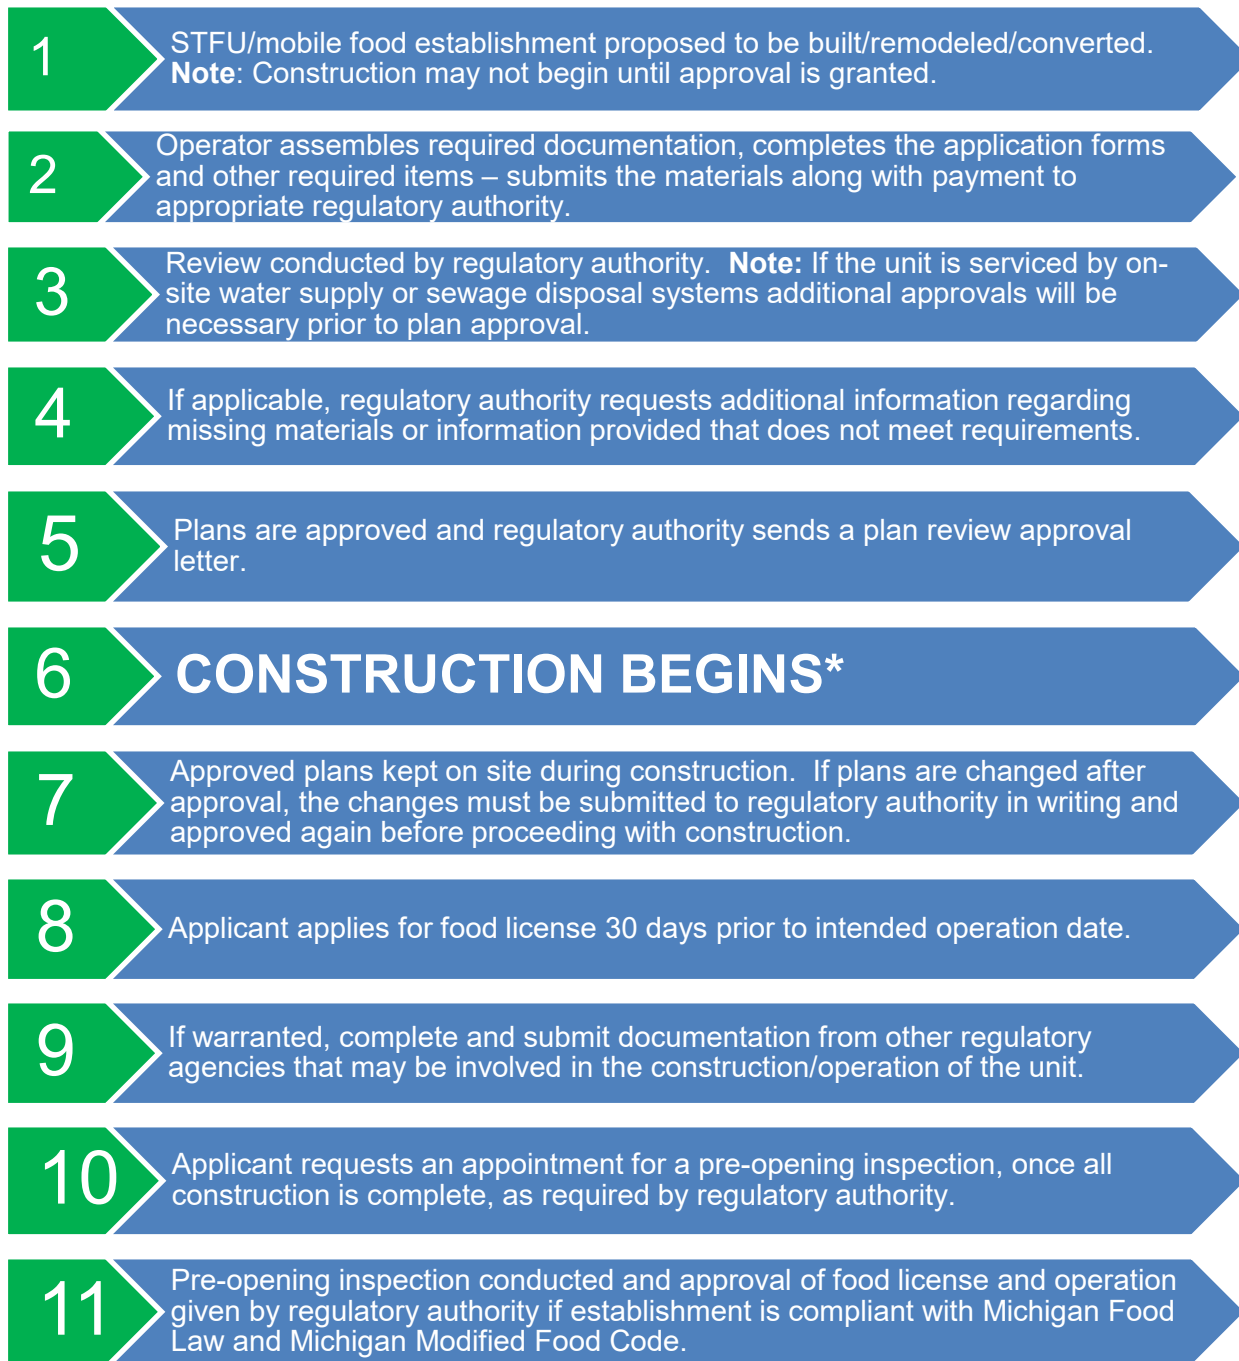 1
STFU/mobile food establishment proposed to be built/remodeled/converted.
Note: Construction may not begin until approval is granted.
2
Operator assembles required documentation, completes the application forms
and other required items – submits the materials along with payment to
appropriate regulatory authority.
3
Review conducted by regulatory authority.  Note: If the unit is serviced by on-
site water supply or sewage disposal systems additional approvals will be
necessary prior to plan approval.
4
If applicable, regulatory authority requests additional information regarding
missing materials or information provided that does not meet requirements.
5
Plans are approved and regulatory authority sends a plan review approval
letter.
6
CONSTRUCTION BEGINS*
7
Approved plans kept on site during construction.  If plans are changed after
approval, the changes must be submitted to regulatory authority in writing and
approved again before proceeding with construction.
8
Applicant applies for food license 30 days prior to intended operation date.
9
If warranted, complete and submit documentation from other regulatory
agencies that may be involved in the construction/operation of the unit.
10
Applicant requests an appointment for a pre-opening inspection, once all
construction is complete, as required by regulatory authority.
11
Pre-opening inspection conducted and approval of food license and operation
given by regulatory authority if establishment is compliant with Michigan Food
Law and Michigan Modified Food Code.